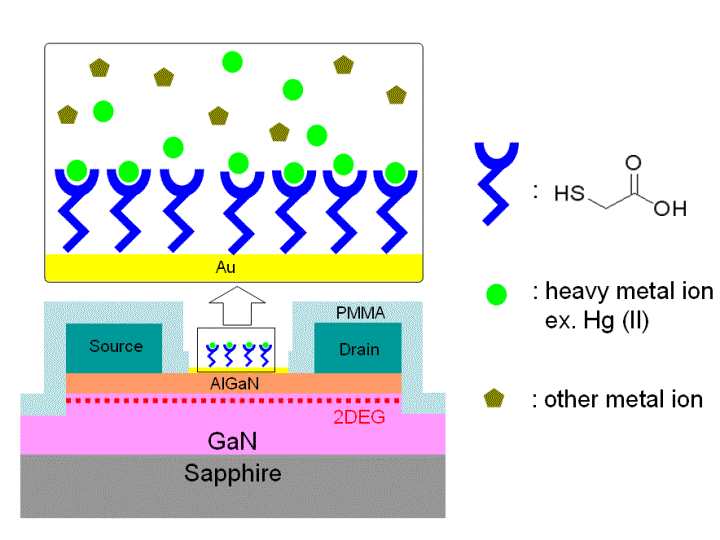 Au
PMMA
Source
Drain
AlGaN
2DEG
GaN
Sapphire
: HS
O
OH
: heavy metal ion
ex. Hg (II)
: other metal ion